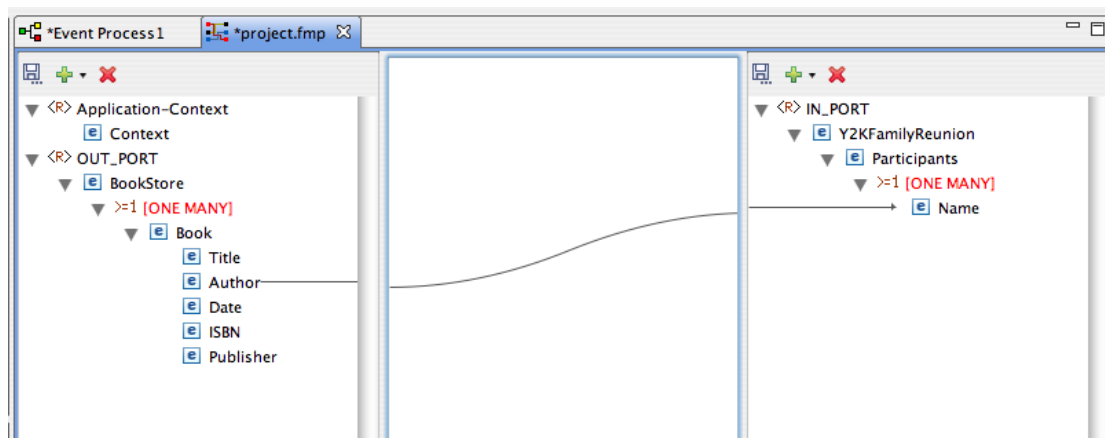 *Event Process1
*project.fmp
<R> Application-Context
e Context
<R> OUT_PORT
e BookStore
>=1 [ONE MANY]
e Book
e Title
e Author
e Date
e ISBN
e Publisher
<R> IN_PORT
e Y2KFamilyReunion
e Participants
>=1 [ONE MANY]
e Name